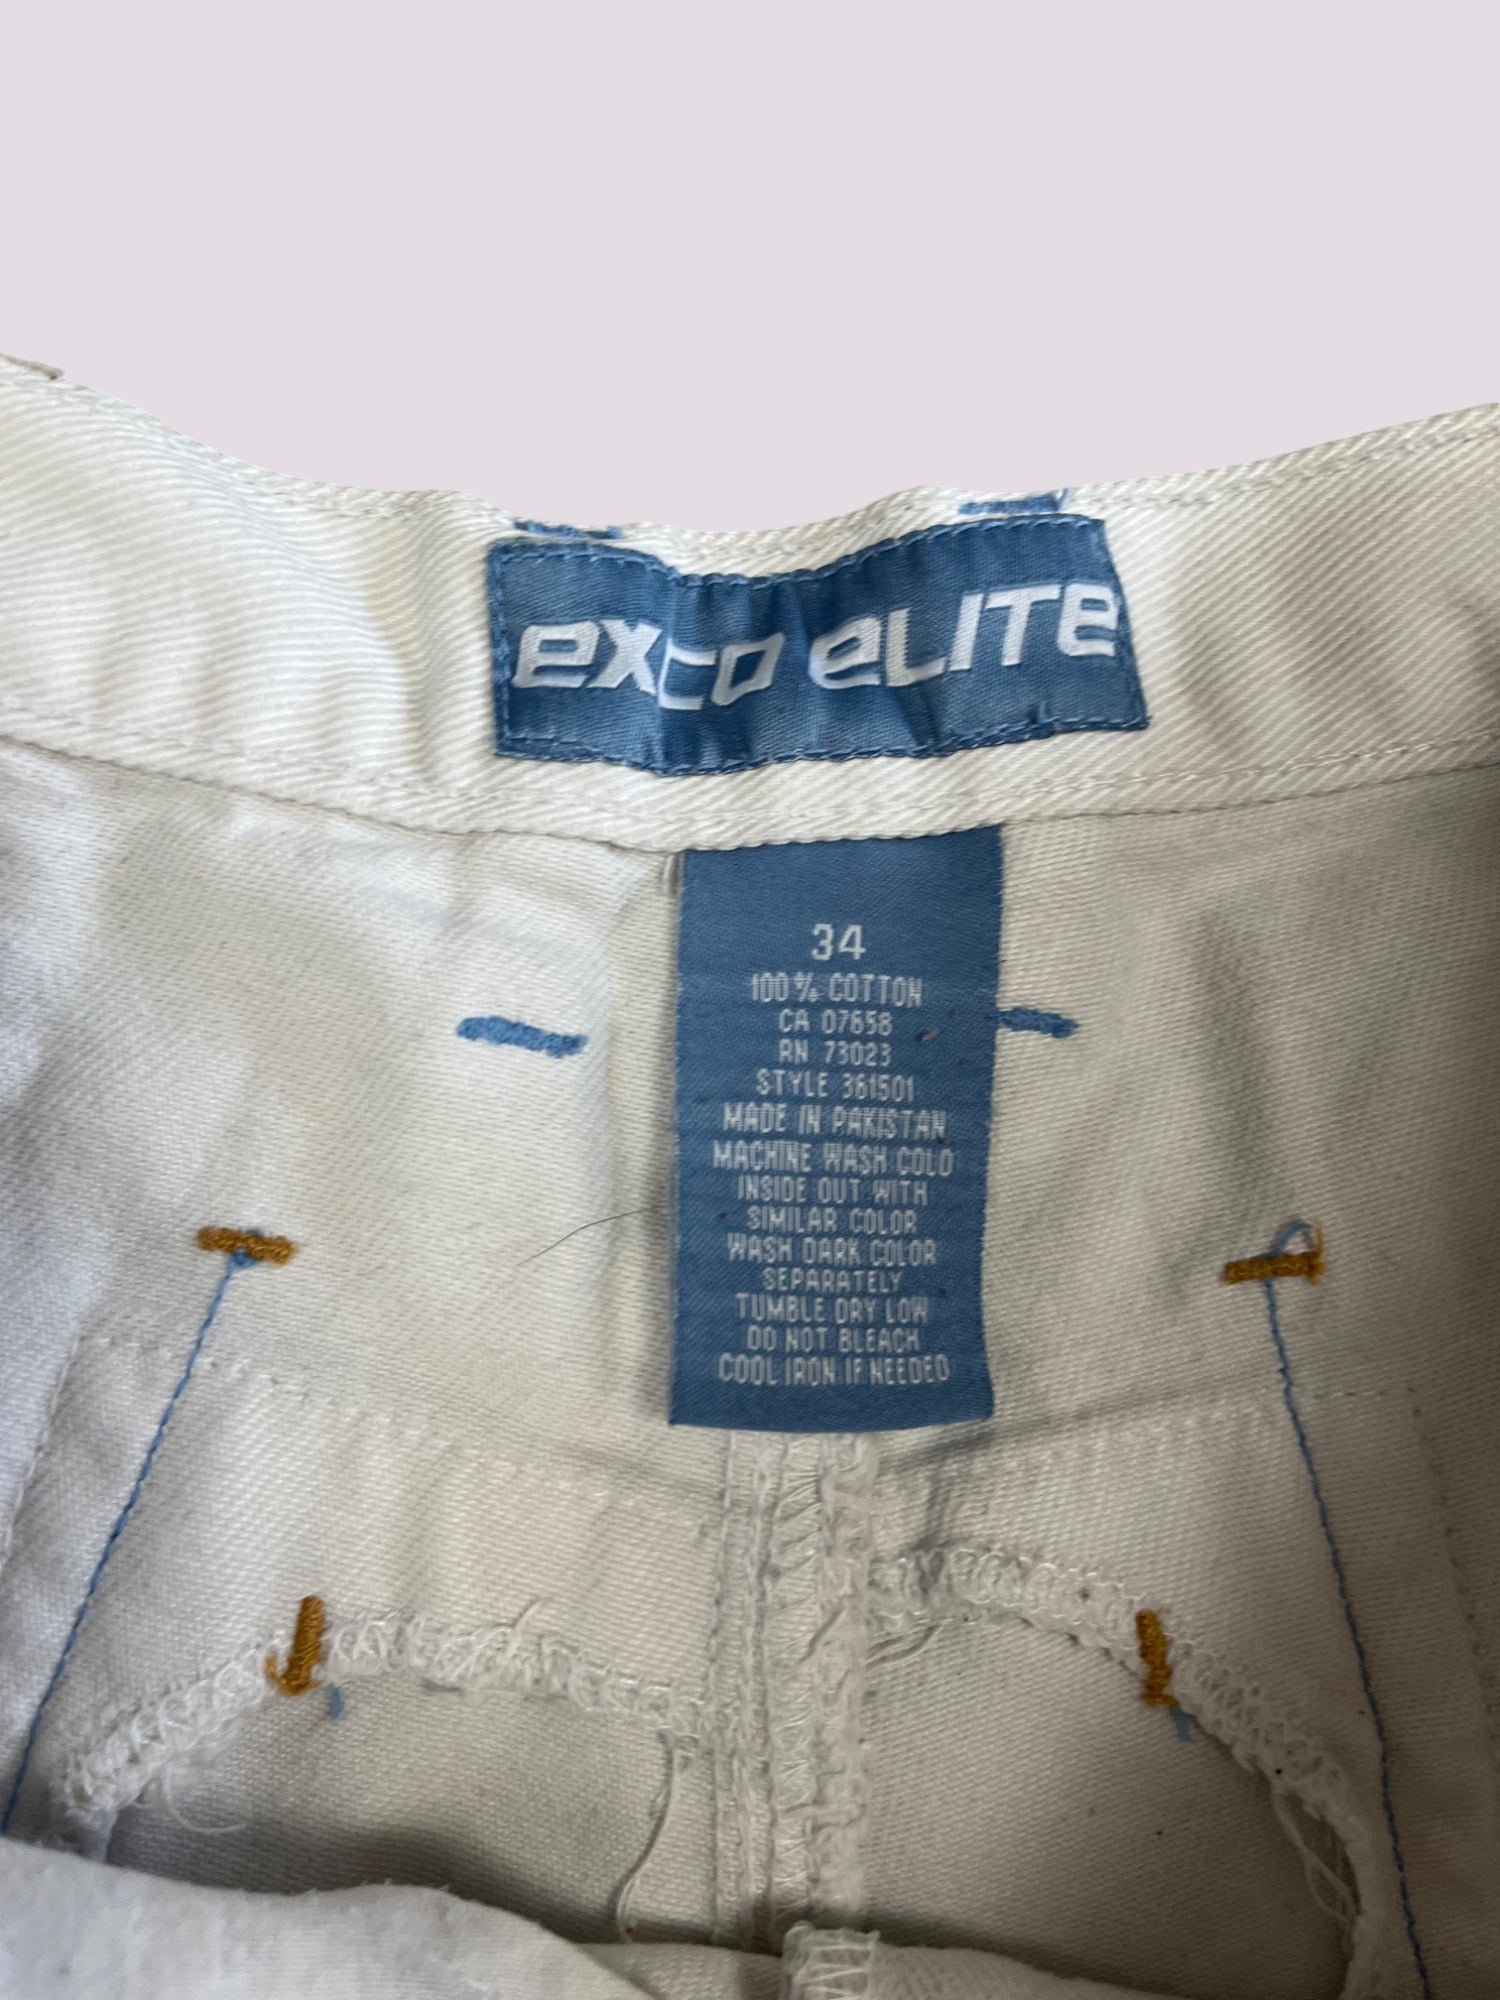 exco eLITe
34
100% COTTON
CA 07658
RN 73023
STYLE 361501
MADE IN PAKISTAN
MACHINE WASH COLD
INSIDE OUT WITH
SIMILAR COLOR
WASH DARK COLOR
SEPARATELY
TUMBLE DRY LOW
DO NOT BLEACH
COOL IRON IF NEEDED